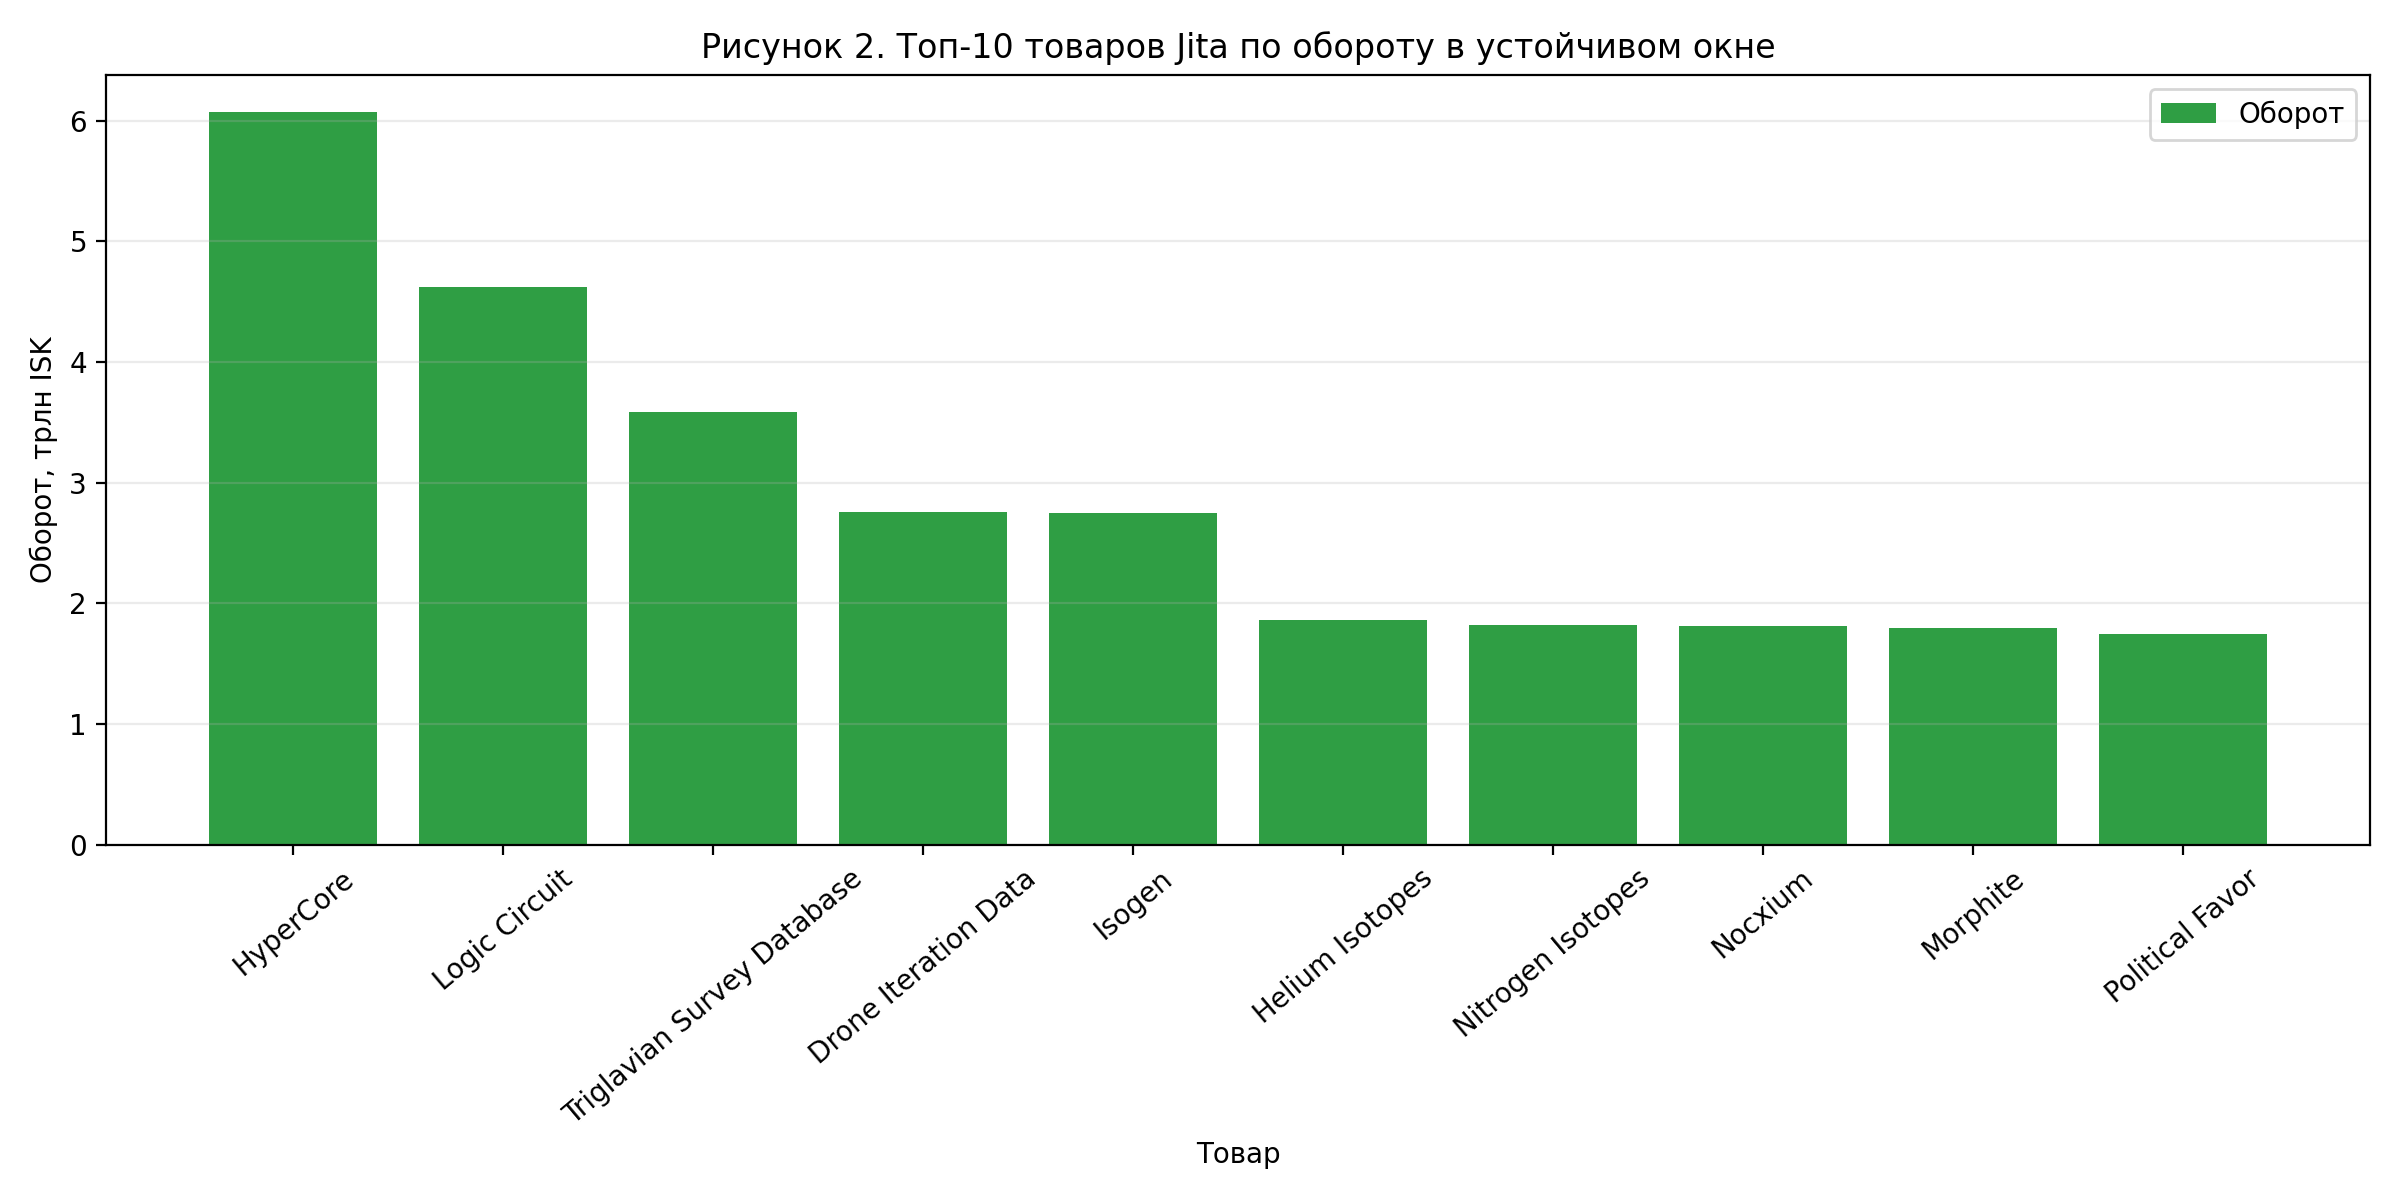 Рисунок 2. Топ-10 товаров Jita по обороту в устойчивом окне
Оборот
Оборот, трлн ISK
6
5
4
3
2
1
0
HyperCore
Logic Circuit
Triglavian Survey Database
Drone Iteration Data
Isogen
Helium Isotopes
Nitrogen Isotopes
Nocxium
Morphite
Political Favor
Товар